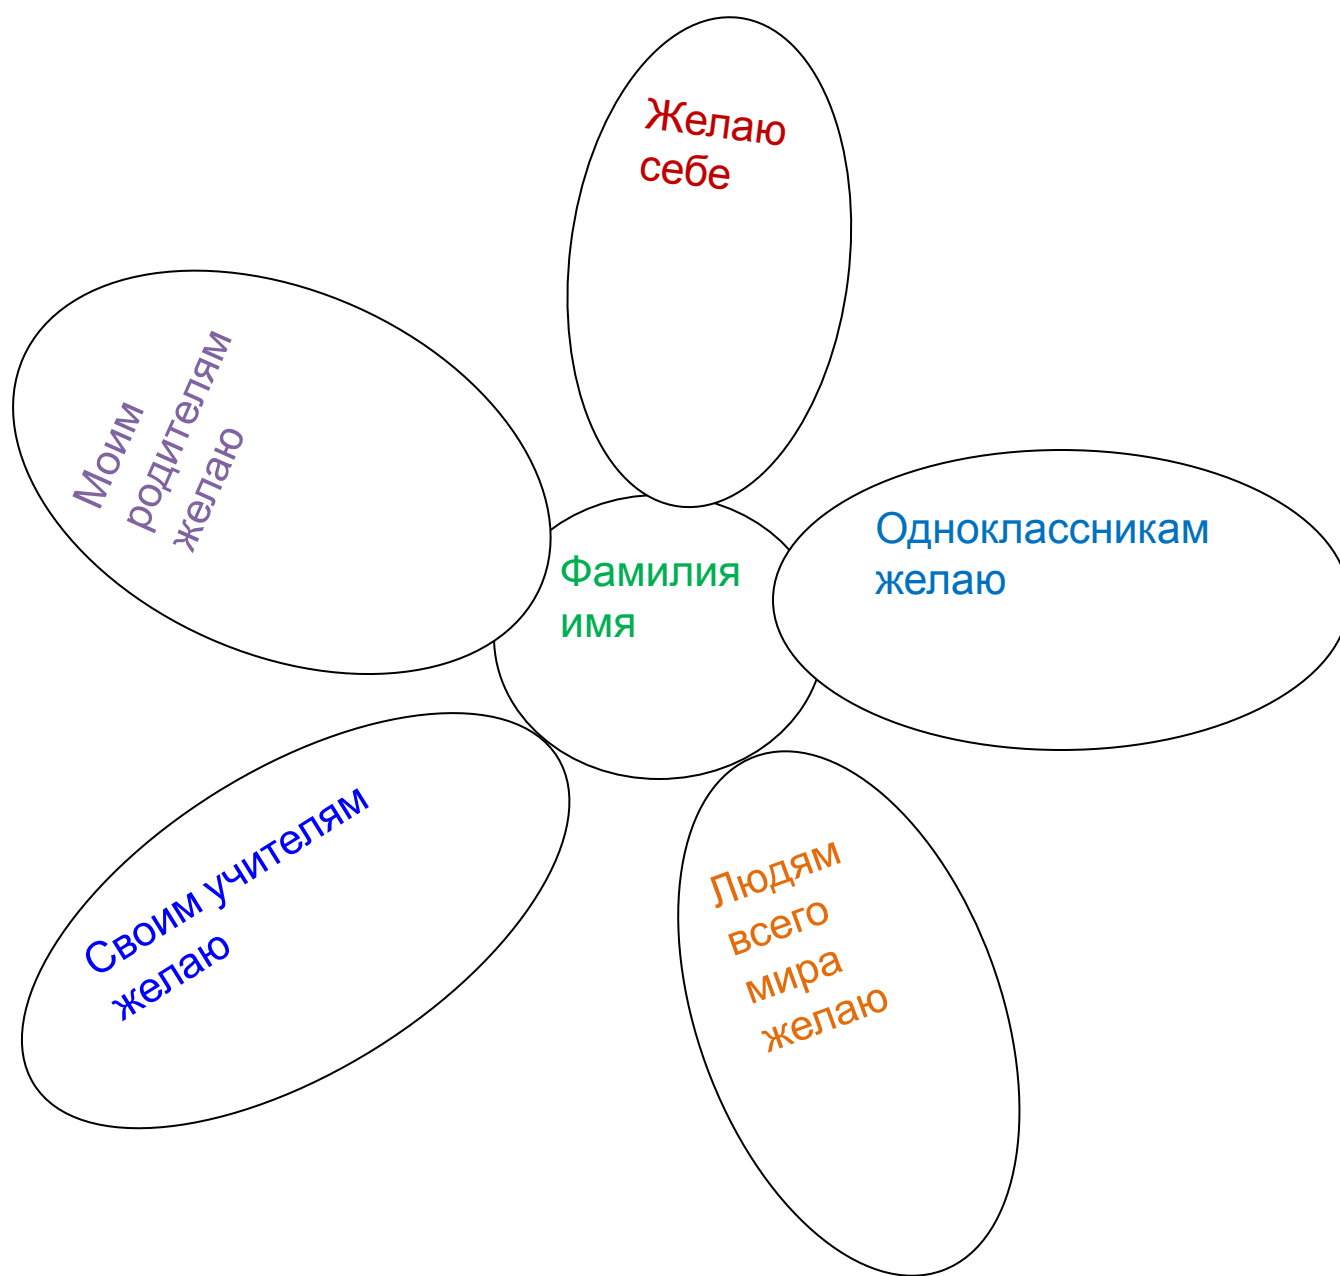 Желаю
себе
Моим
родителям
желаю
Одноклассникам
желаю
Фамилия
имя
Своим учителям
желаю
Людям
всего
мира
желаю